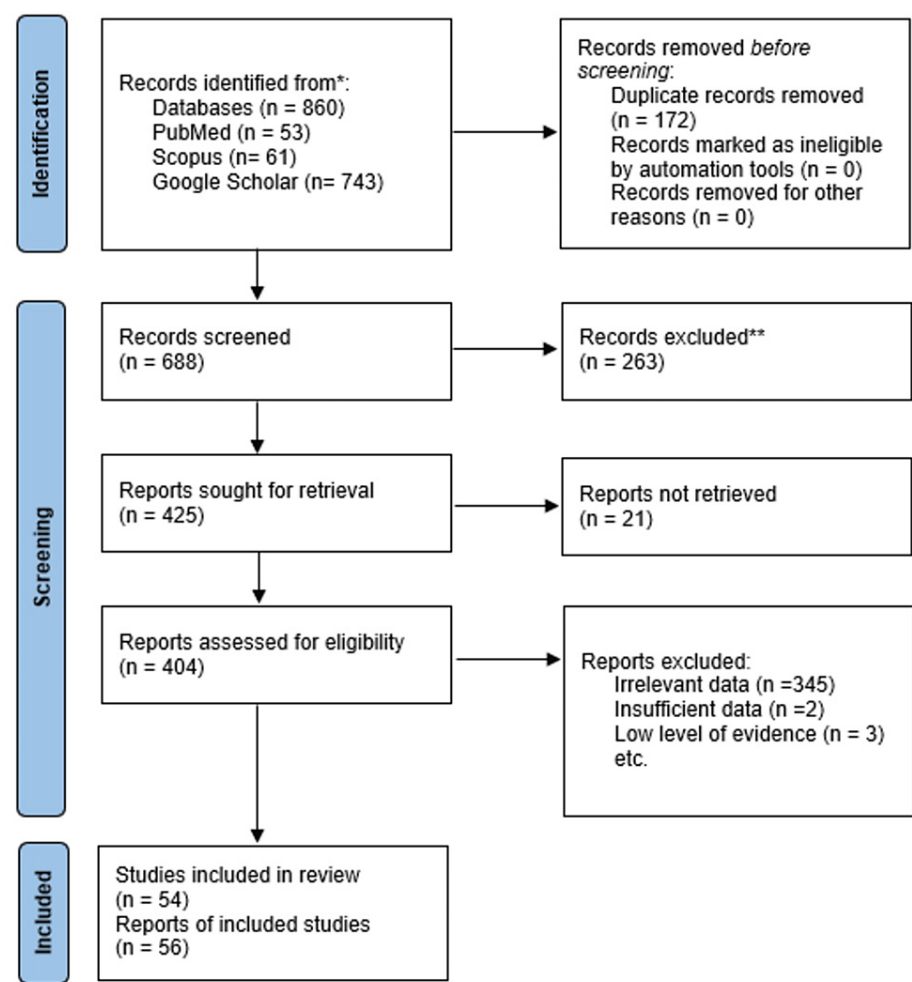 Identification
Records identified from*:
Databases (n = 860)
PubMed (n = 53)
Scopus (n= 61)
Google Scholar (n= 743)
Records removed before
screening:
Duplicate records removed
(n = 172)
Records marked as ineligible
by automation tools (n = 0)
Records removed for other
reasons (n = 0)
Screening
Records screened
(n = 688)
Records excluded**
(n = 263)
Reports sought for retrieval
(n = 425)
Reports not retrieved
(n = 21)
Reports assessed for eligibility
(n = 404)
Reports excluded:
Irrelevant data (n =345)
Insufficient data (n =2)
Low level of evidence (n = 3)
etc.
Included
Studies included in review
(n = 54)
Reports of included studies
(n = 56)